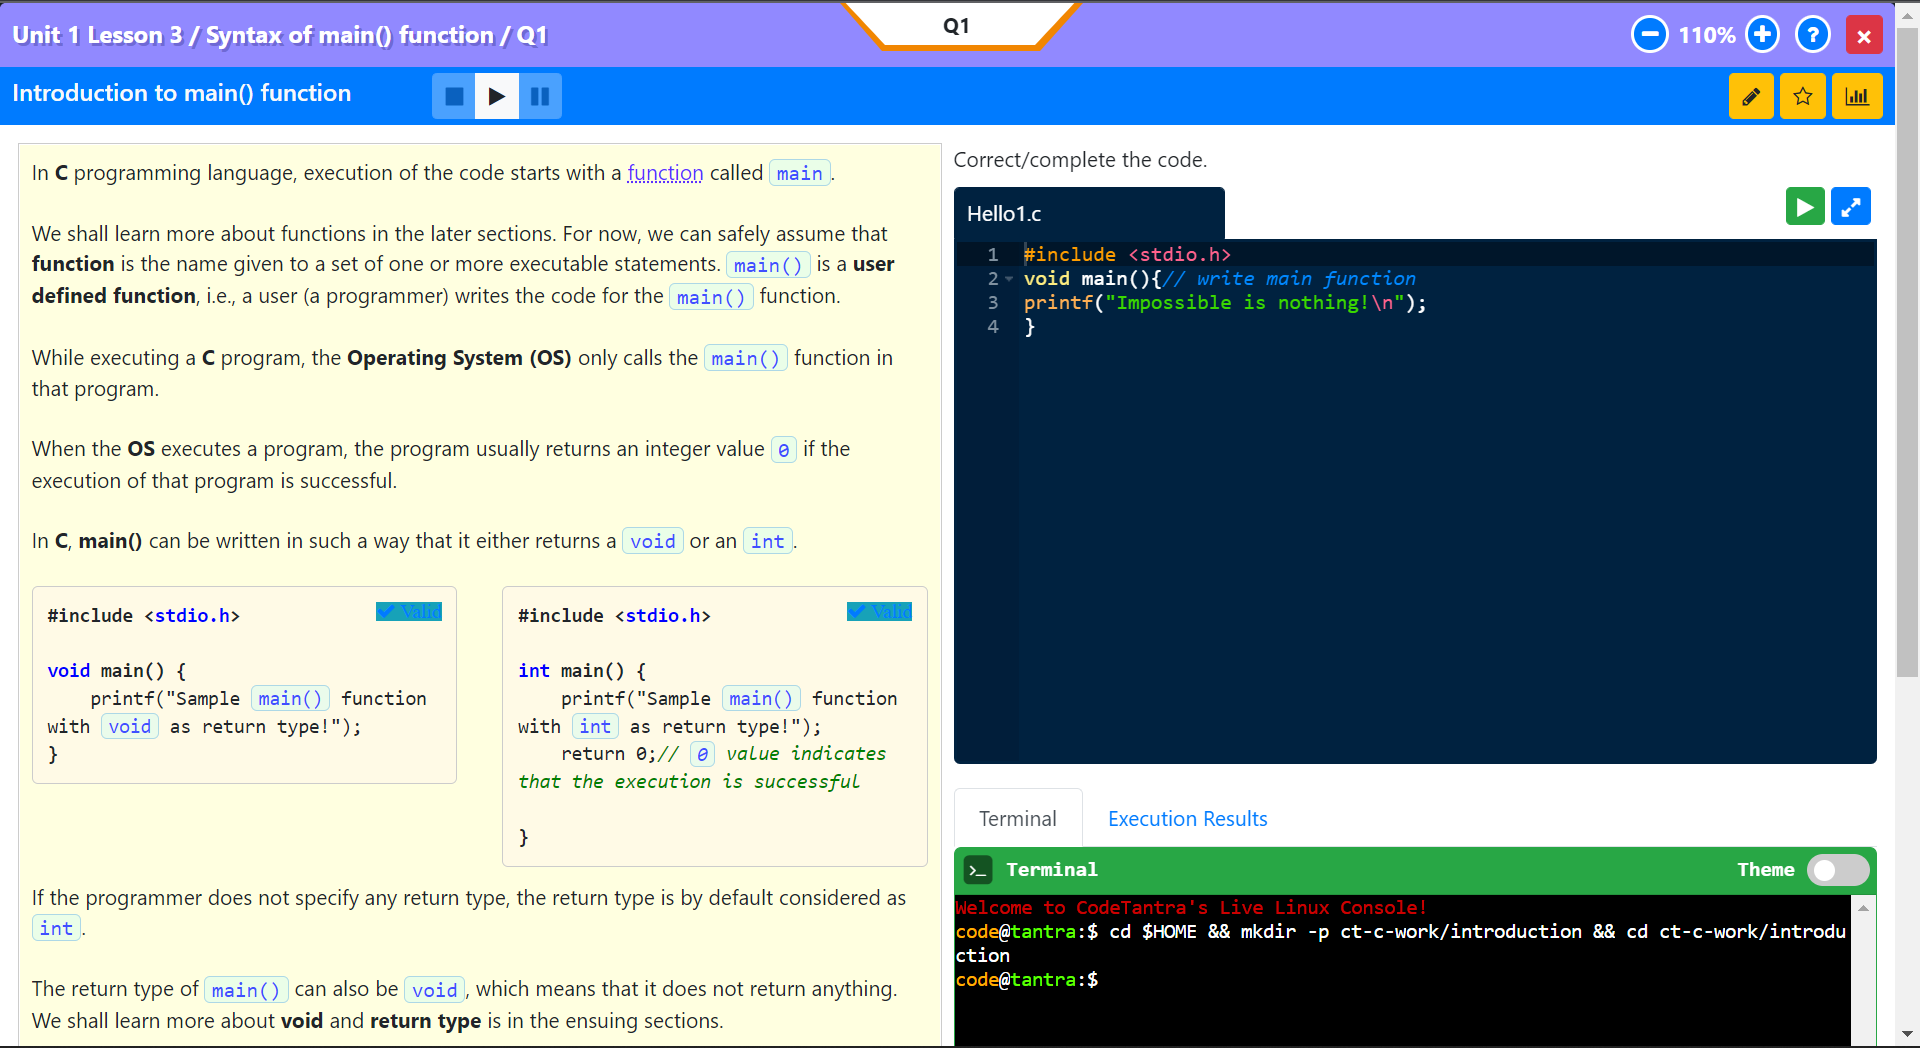 Unit 1 Lesson 3 / Syntax of main() function / Q1
Q1
110%
?
×
Introduction to main() function
In C programming language, execution of the code starts with a function called main.
We shall learn more about functions in the later sections. For now, we can safely assume that
function is the name given to a set of one or more executable statements. main() is a user
defined function, i.e., a user (a programmer) writes the code for the main() function.
While executing a C program, the Operating System (OS) only calls the main() function in
that program.
When the OS executes a program, the program usually returns an integer value 0 if the
execution of that program is successful.
In C, main() can be written in such a way that it either returns a void or an int.
#include <stdio.h>
Valid
void main() {
printf("Sample main() function
with void as return type!");
}
#include <stdio.h>
Valid
int main() {
printf("Sample main() function
with int as return type!");
return 0;// 0 value indicates
that the execution is successful
}
If the programmer does not specify any return type, the return type is by default considered as
int.
The return type of main() can also be void, which means that it does not return anything.
We shall learn more about void and return type is in the ensuing sections.
Correct/complete the code.
Hello1.c
1 #include <stdio.h>
2 void main(){// write main function
3 printf("Impossible is nothing!\n");
4 }
Terminal
Execution Results
>_ Terminal
Theme
Welcome to CodeTantra's Live Linux Console!
code@tantra:$ cd $HOME && mkdir -p ct-c-work/introduction && cd ct-c-work/introdu
ction
code@tantra:$